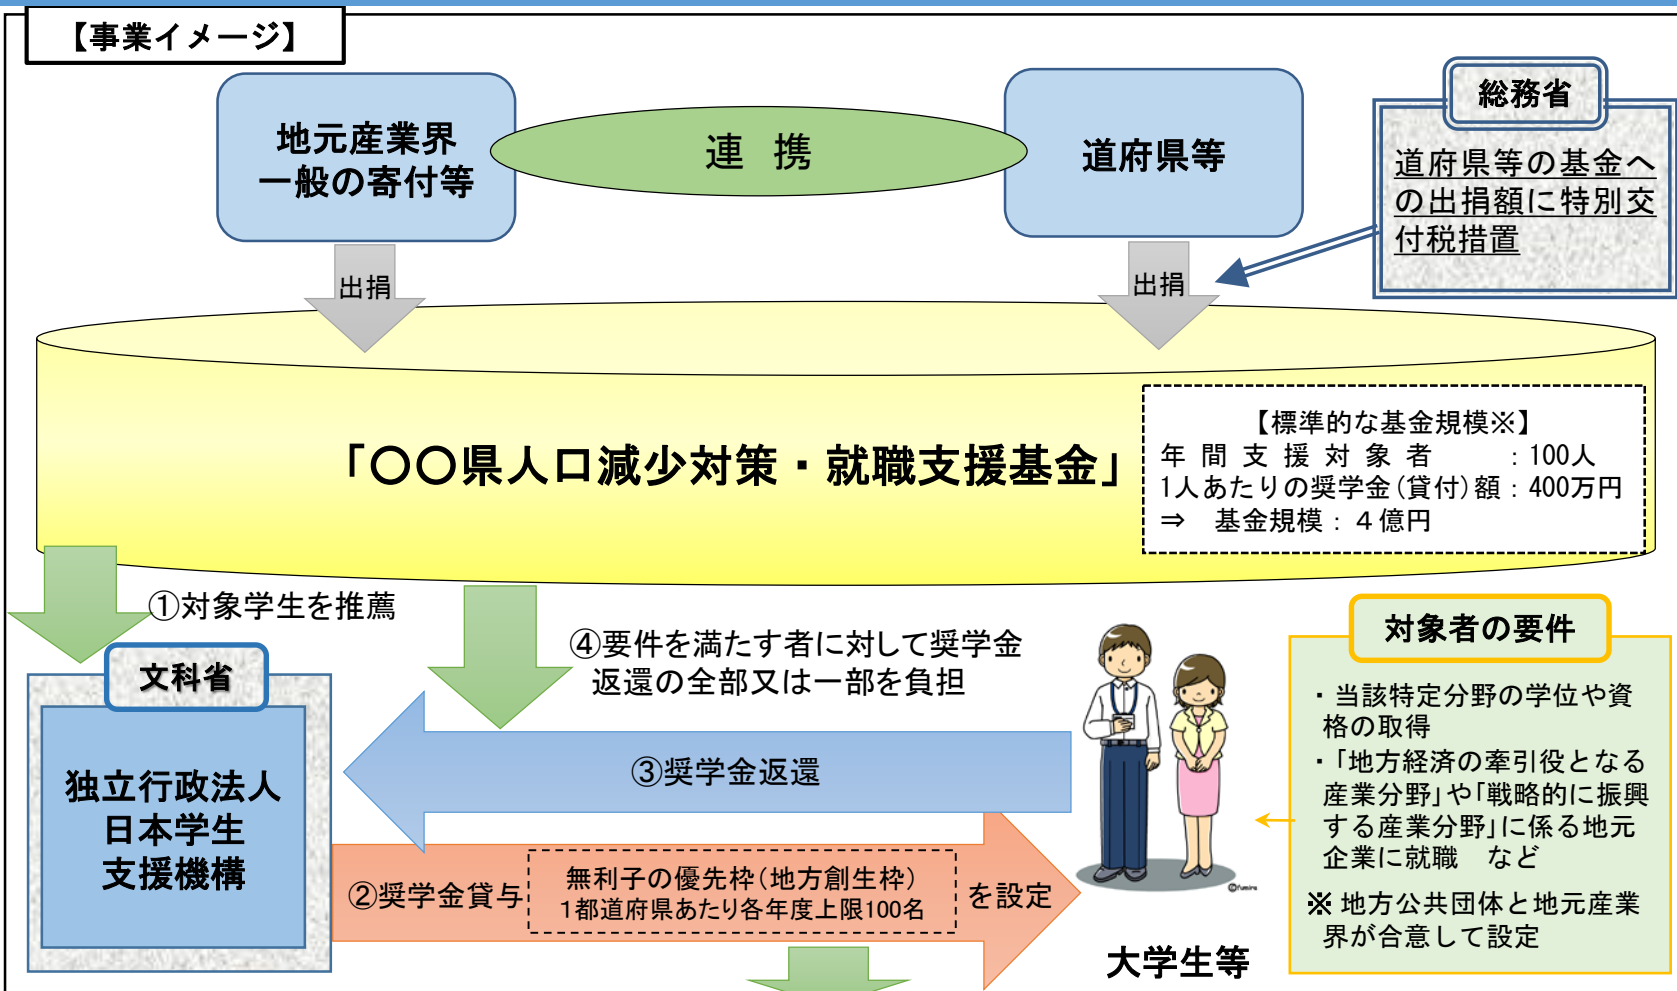 【事業イメージ】
地元産業界
一般の寄付等
連 携
道府県等
総務省
道府県等の基金へ
の出捐額に特別交
付税措置
出捐
出捐
「〇〇県人口減少対策・就職支援基金」
【標準的な基金規模※】
年間支援対象者 ：100人
1人あたりの奨学金(貸付)額：400万円
⇒ 基金規模：４億円
①対象学生を推薦
④要件を満たす者に対して奨学金
返還の全部又は一部を負担
文科省
独立行政法人
日本学生
支援機構
③奨学金返還
②奨学金貸与
無利子の優先枠（地方創生枠）
１都道府県あたり各年度上限100名
を設定
大学生等
©fumira
対象者の要件
・当該特定分野の学位や資
格の取得
・「地方経済の牽引役となる
産業分野」や「戦略的に振興
する産業分野」に係る地元
企業に就職 など
※ 地方公共団体と地元産業
界が合意して設定